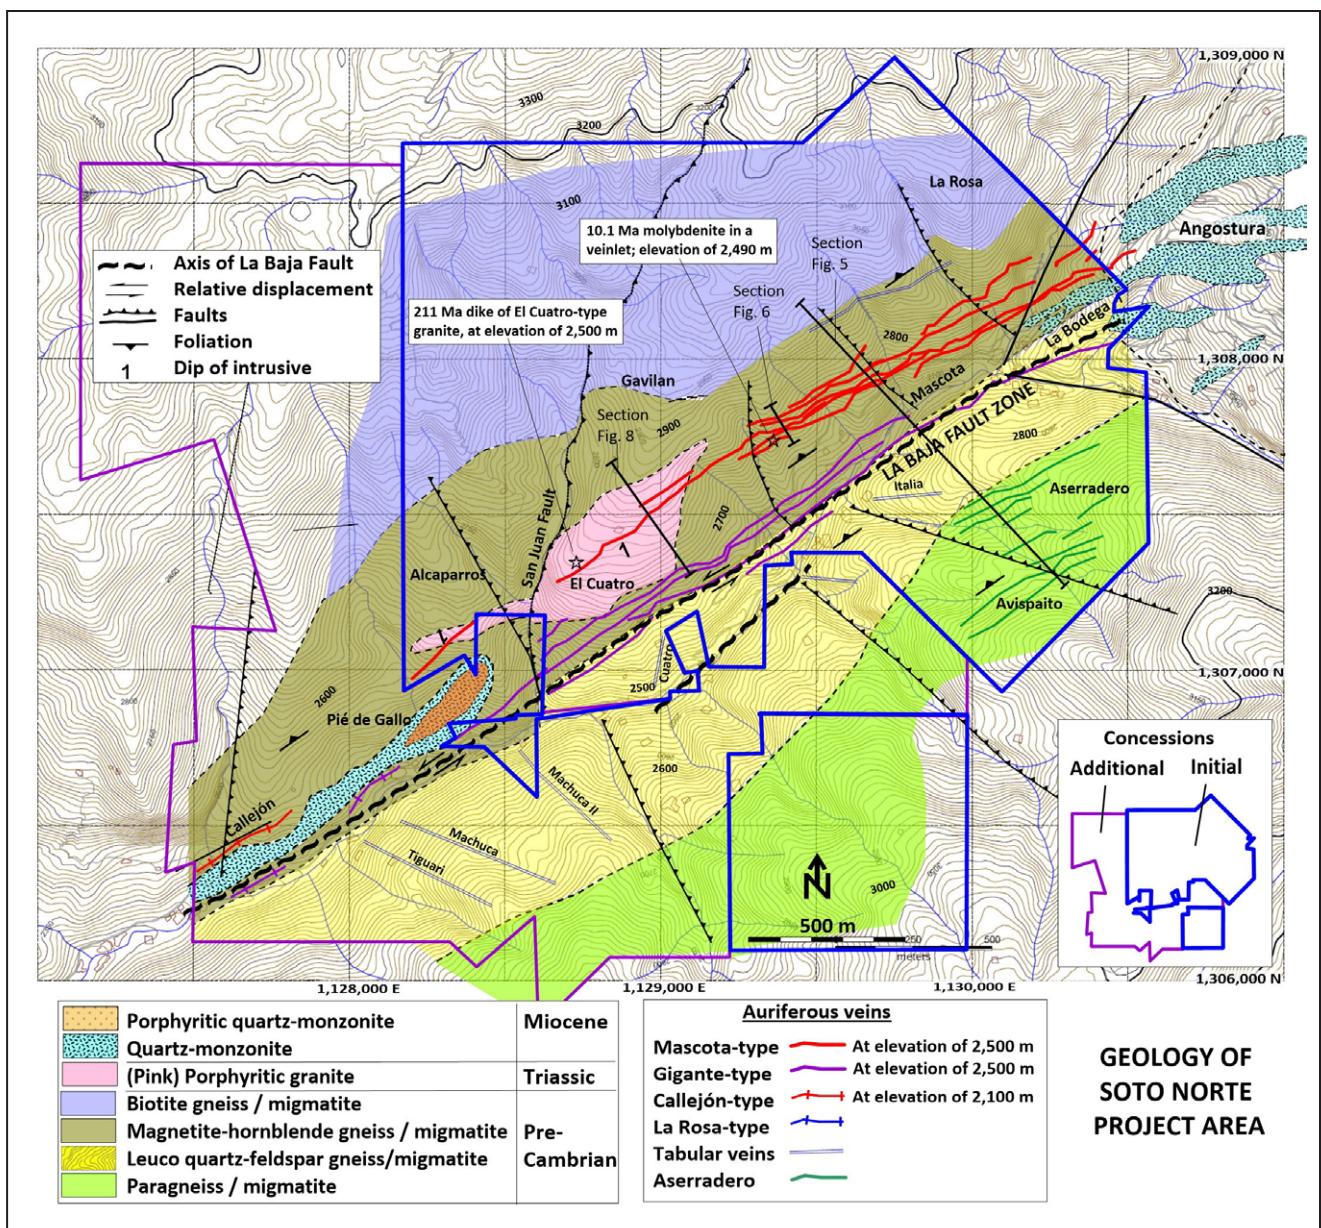 1,309,000 N
3300
3200
3100
La Rosa
Angostura
10.1 Ma molybdenite in a
veinlet; elevation of 2,490 m
Section
Fig. 5
Axis of La Baja Fault
Relative displacement
Faults
Foliation
1 Dip of intrusive
211 Ma dike of El Cuatro-type
granite, at elevation of 2,500 m
Section
Fig. 6
2800
La Bodega
1,308,000 N
Gavilan
Mascota
Section
Fig. 8
2900
LA BAJA FAULT ZONE
2800
Italia
Aserradero
2700
San Juan Fault
1
Alcaparros
El Cuatro
Avispaito
3200
1,307,000 N
Cuatro
2500
2600
Pié de Gallo
2600
Machuca II
Machuca
Tiguari
Callejón
3000
N
500 m
250
500
meters
Concessions
Additional
Initial
1,128,000 E
1,129,000 E
1,130,000 E
1,306,000 N
Porphyritic quartz-monzonite
Miocene
Quartz-monzonite
(Pink) Porphyritic granite
Triassic
Biotite gneiss / migmatite
Magnetite-hornblende gneiss / migmatite
Pre-
Cambrian
Leuco quartz-feldspar gneiss/migmatite
Paragneiss / migmatite
Auriferous veins
Mascota-type At elevation of 2,500 m
Gigante-type At elevation of 2,500 m
Callejón-type At elevation of 2,100 m
La Rosa-type
Tabular veins
Aserradero
GEOLOGY OF
SOTO NORTE
PROJECT AREA